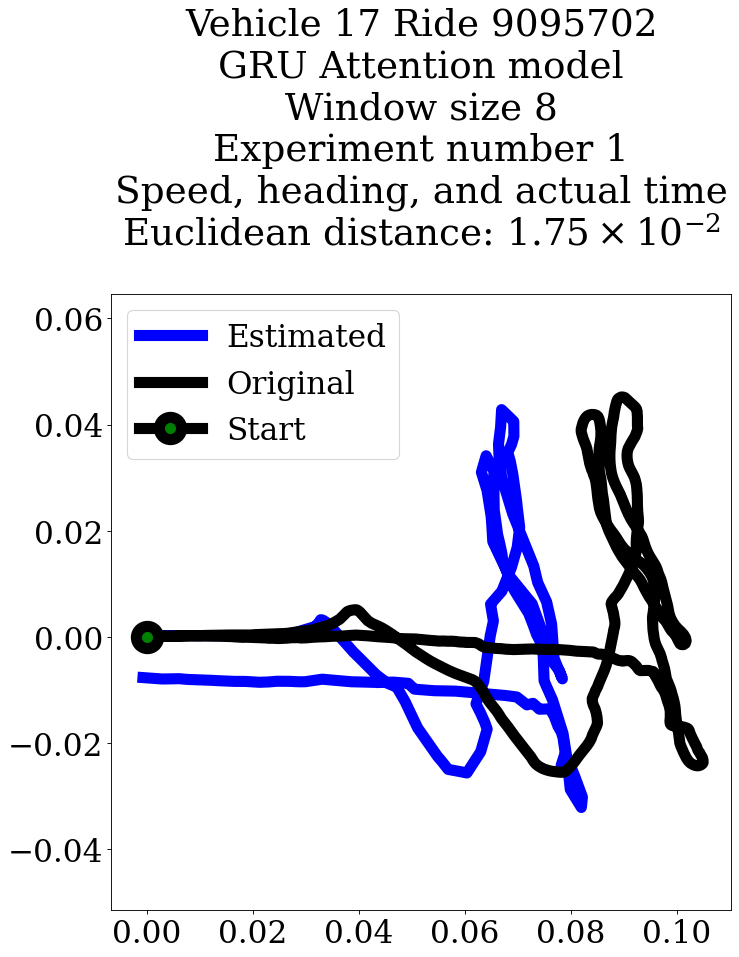 Vehicle 17 Ride 9095702
GRU Attention model
Window size 8
Experiment number 1
Speed, heading, and actual time
Euclidean distance: 1.75 × 10⁻²
Estimated
Original
Start
0.06
0.04
0.02
0.00
−0.02
−0.04
0.00 0.02 0.04 0.06 0.08 0.10